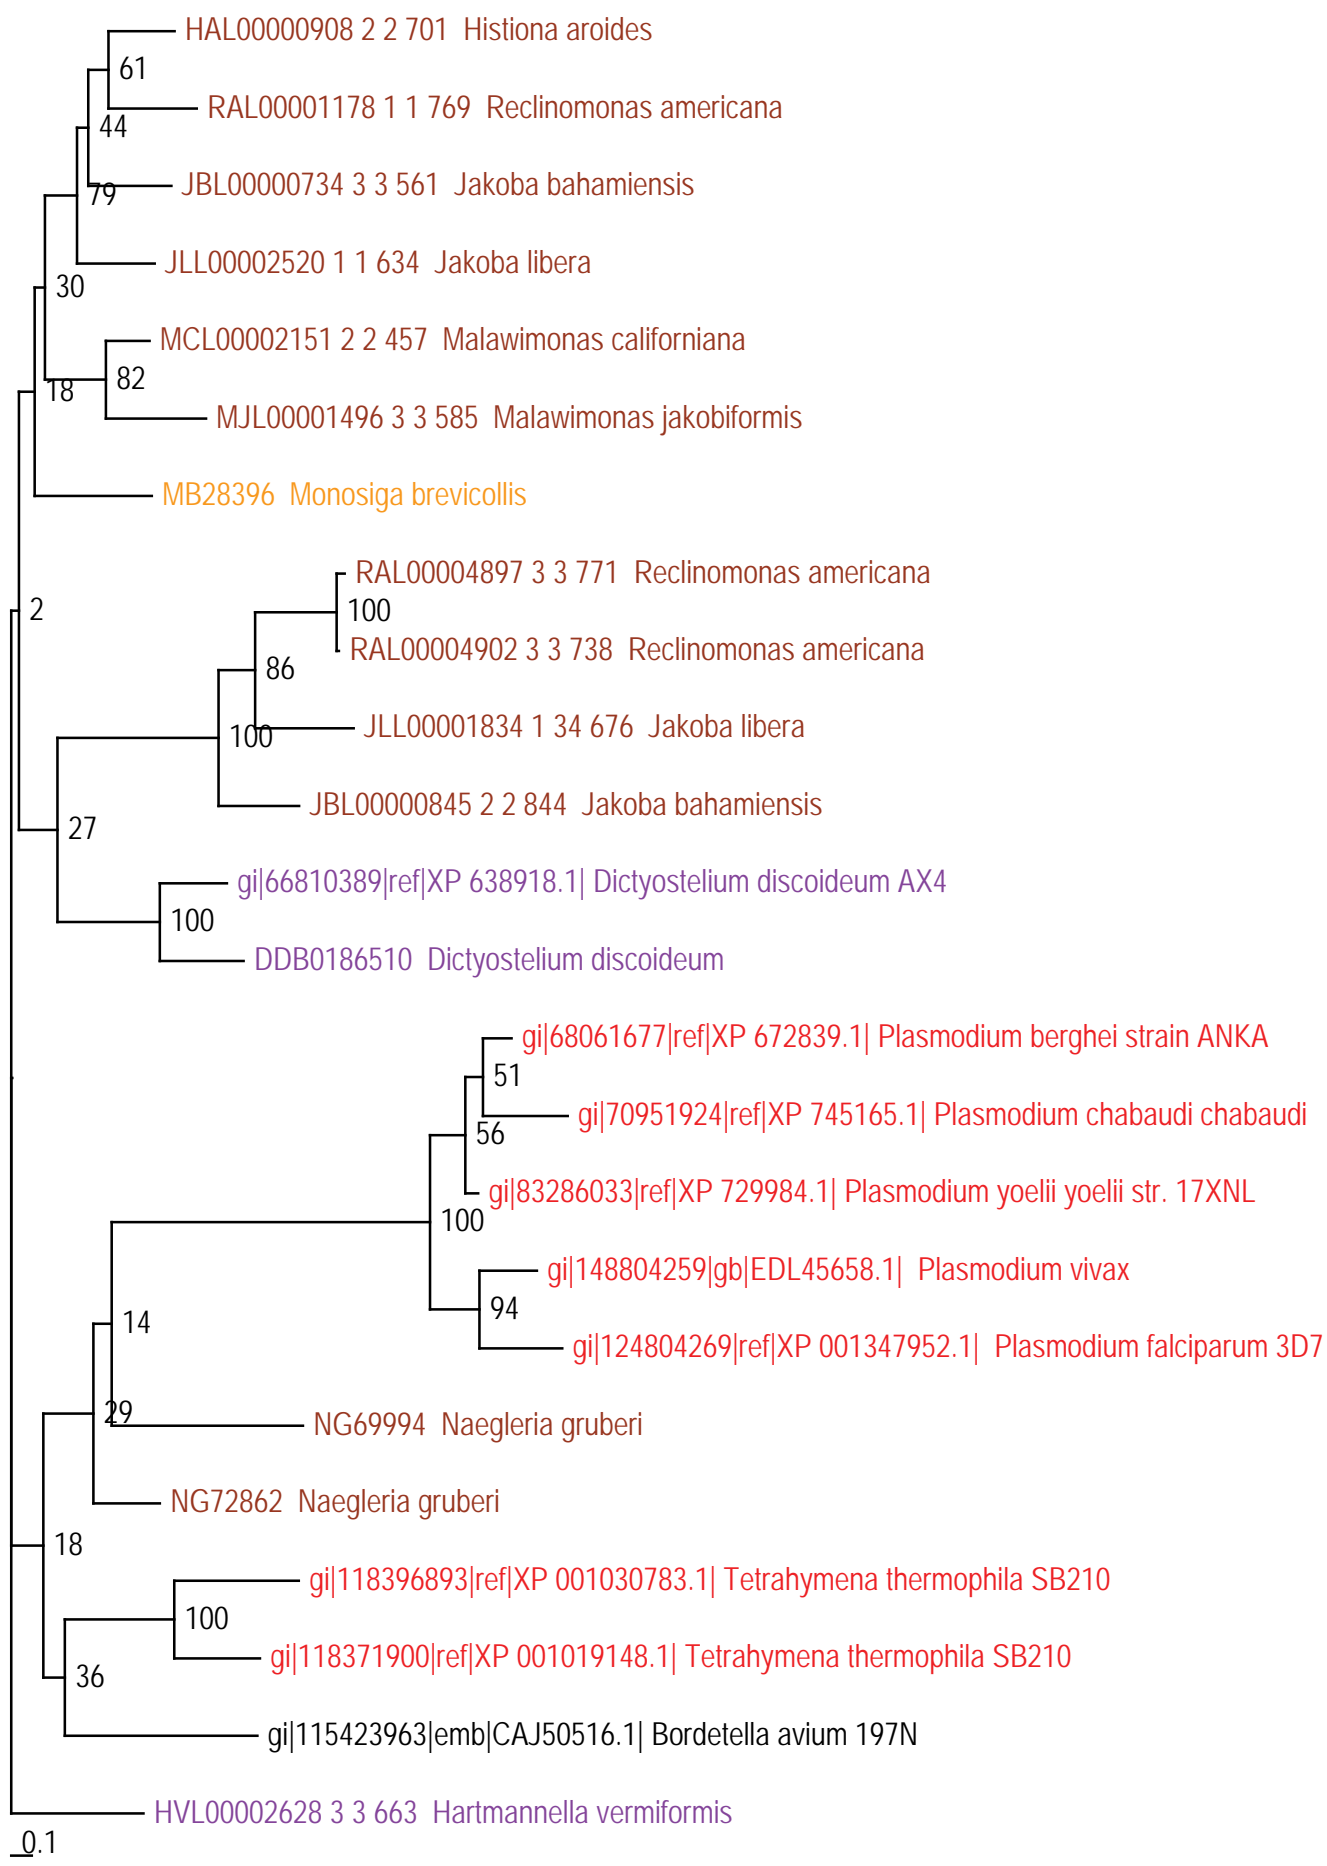 HAL00000908 2 2 701 Histiona aroides
61
RAL00001178 1 1 769 Reclinomonas americana
44
JBL00000734 3 3 561 Jakoba bahamiensis
79
JLL00002520 1 1 634 Jakoba libera
30
MCL00002151 2 2 457 Malawimonas californiana
82
18
MJL00001496 3 3 585 Malawimonas jakobiformis
MB28396 Monosiga brevicollis
RAL00004897 3 3 771 Reclinomonas americana
2
100
RAL00004902 3 3 738 Reclinomonas americana
86
JLL00001834 1 34 676 Jakoba libera
100
JBL00000845 2 2 844 Jakoba bahamiensis
27
gi|66810389|ref|XP 638918.1| Dictyostelium discoideum AX4
100
DDB0186510 Dictyostelium discoideum
gi|68061677|ref|XP 672839.1| Plasmodium berghei strain ANKA
51
gi|70951924|ref|XP 745165.1| Plasmodium chabaudi chabaudi
56
gi|83286033|ref|XP 729984.1| Plasmodium yoelii yoelii str. 17XNL
100
gi|148804259|gb|EDL45658.1| Plasmodium vivax
94
14
gi|124804269|ref|XP 001347952.1| Plasmodium falciparum 3D7
29
NG69994 Naegleria gruberi
NG72862 Naegleria gruberi
18
gi|118396893|ref|XP 001030783.1| Tetrahymena thermophila SB210
100
gi|118371900|ref|XP 001019148.1| Tetrahymena thermophila SB210
36
gi|115423963|emb|CAJ50516.1| Bordetella avium 197N
HVL00002628 3 3 663 Hartmannella vermiformis
0.1